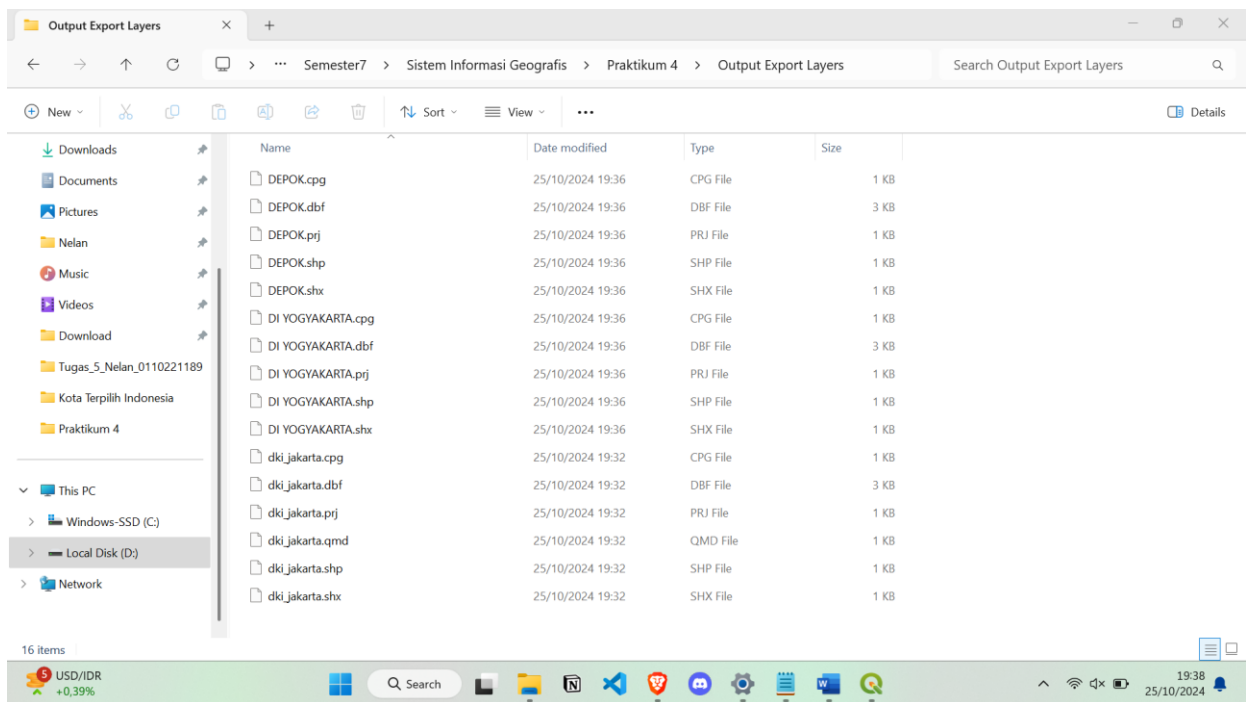 Output Export Layers
Semester7 > Sistem Informasi Geografis > Praktikum 4 > Output Export Layers
Search Output Export Layers
New
Sort
View
Details
Downloads
Documents
Pictures
Nelan
Music
Videos
Download
Tugas_5_Nelan_0110221189
Kota Terpilih Indonesia
Praktikum 4
This PC
Windows-SSD (C:)
Local Disk (D:)
Network
Name Date modified Type Size
DEPOK.cpg 25/10/2024 19:36 CPG File 1 KB
DEPOK.dbf 25/10/2024 19:36 DBF File 3 KB
DEPOK.prj 25/10/2024 19:36 PRJ File 1 KB
DEPOK.shp 25/10/2024 19:36 SHP File 1 KB
DEPOK.shx 25/10/2024 19:36 SHX File 1 KB
DI YOGYAKARTA.cpg 25/10/2024 19:36 CPG File 1 KB
DI YOGYAKARTA.dbf 25/10/2024 19:36 DBF File 3 KB
DI YOGYAKARTA.prj 25/10/2024 19:36 PRJ File 1 KB
DI YOGYAKARTA.shp 25/10/2024 19:36 SHP File 1 KB
DI YOGYAKARTA.shx 25/10/2024 19:36 SHX File 1 KB
dki_jakarta.cpg 25/10/2024 19:32 CPG File 1 KB
dki_jakarta.dbf 25/10/2024 19:32 DBF File 3 KB
dki_jakarta.prj 25/10/2024 19:32 PRJ File 1 KB
dki_jakarta.qmd 25/10/2024 19:32 QMD File 1 KB
dki_jakarta.shp 25/10/2024 19:32 SHP File 1 KB
dki_jakarta.shx 25/10/2024 19:32 SHX File 1 KB
16 items
5
USD/IDR
+0,39%
Search
19:38
25/10/2024